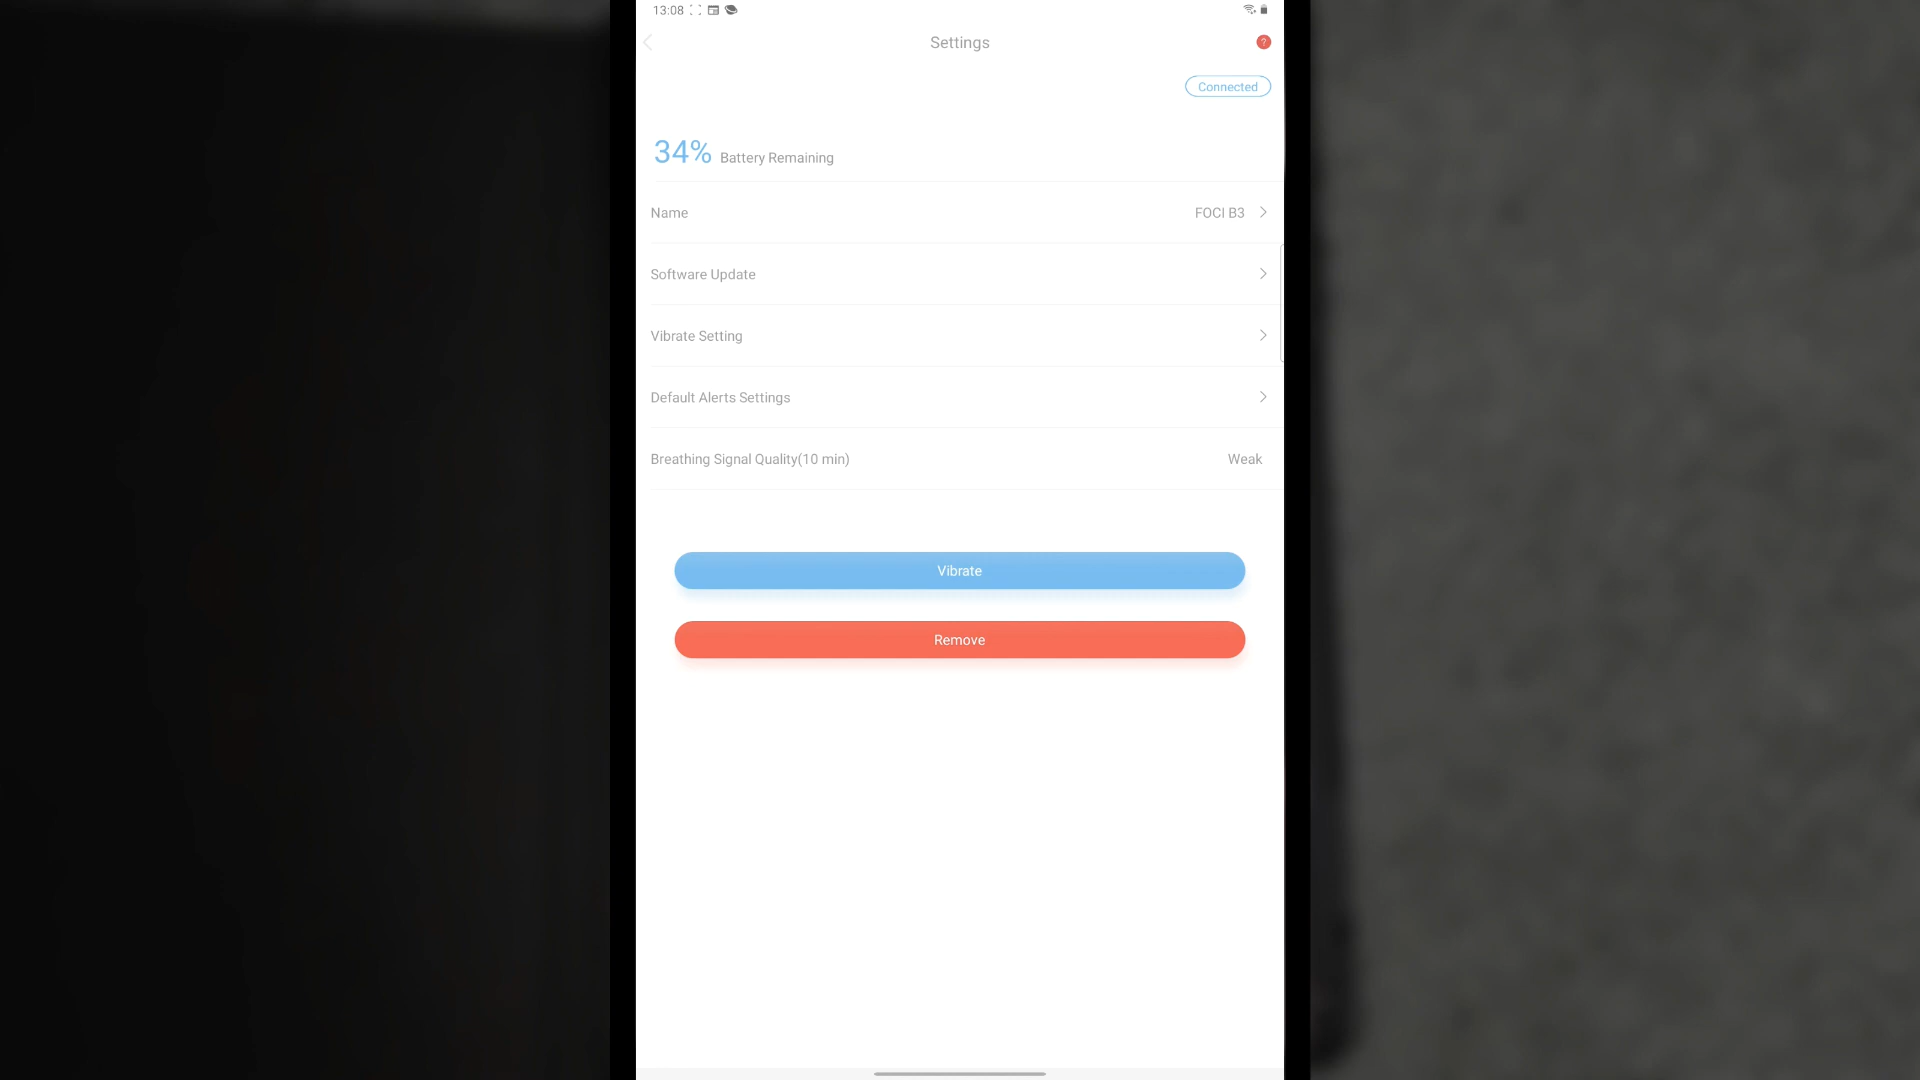 13:08
Settings
?
Connected
34% Battery Remaining
Name FOCI B3
Software Update
Vibrate Setting
Default Alerts Settings
Breathing Signal Quality(10 min) Weak
Vibrate
Remove